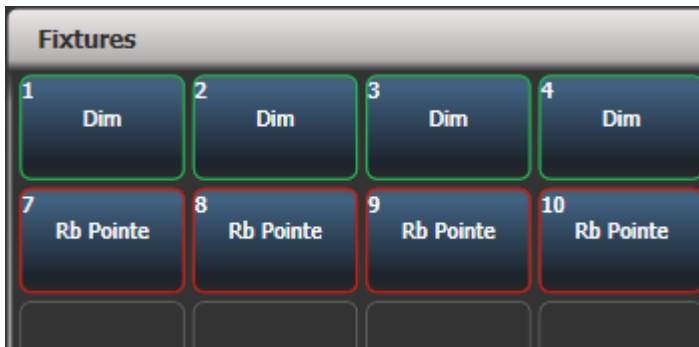 Fixtures
1 2 3 4
Dim Dim Dim Dim
7 8 9 10
Rb Pointe Rb Pointe Rb Pointe Rb Pointe